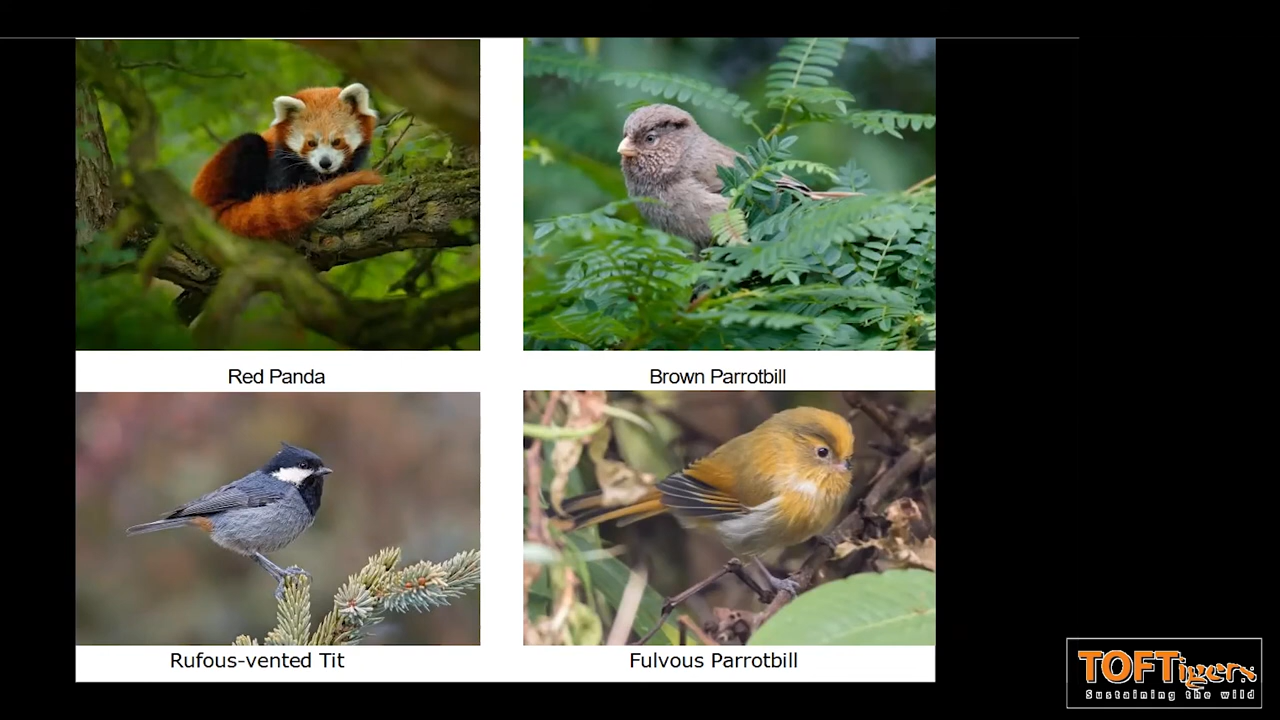 Red Panda
Brown Parrotbill
Rufous-vented Tit
Fulvous Parrotbill
TOFTigers
Sustaining the wild